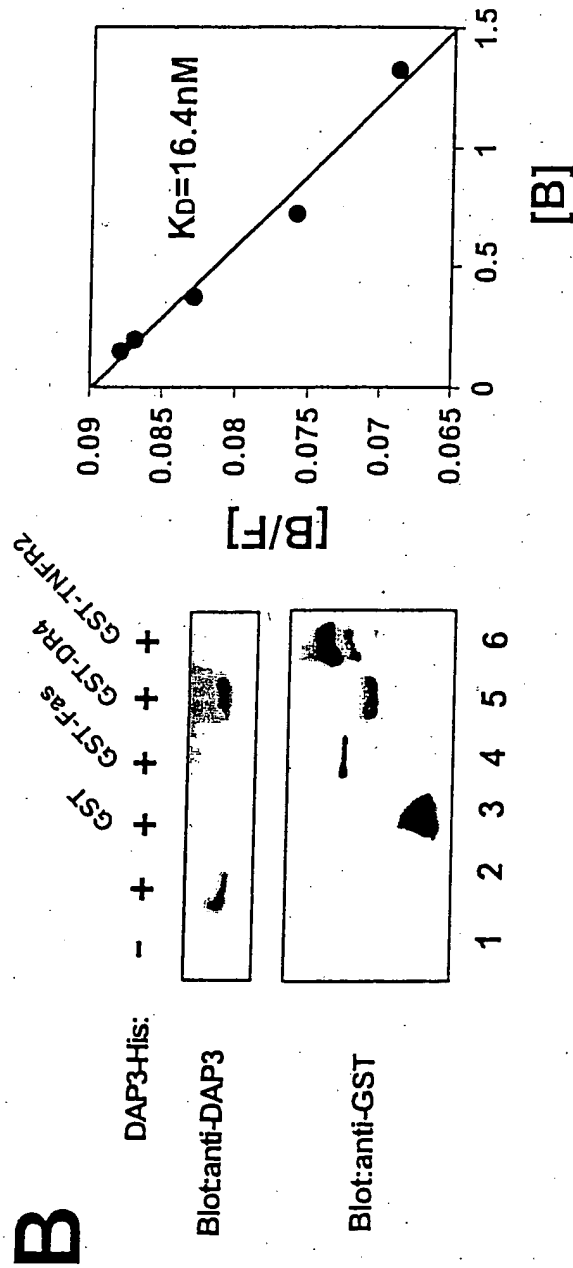 B
GST
GST-Fas
GST-DR4
GST-TNFR2
DAP3-His: - + + + + +
Blot:anti-DAP3
Blot:anti-GST
1 2 3 4 5 6
[B/F]
0.09
0.085
0.08
0.075
0.07
0.065
KD=16.4nM
0 0.5 1 1.5
[B]